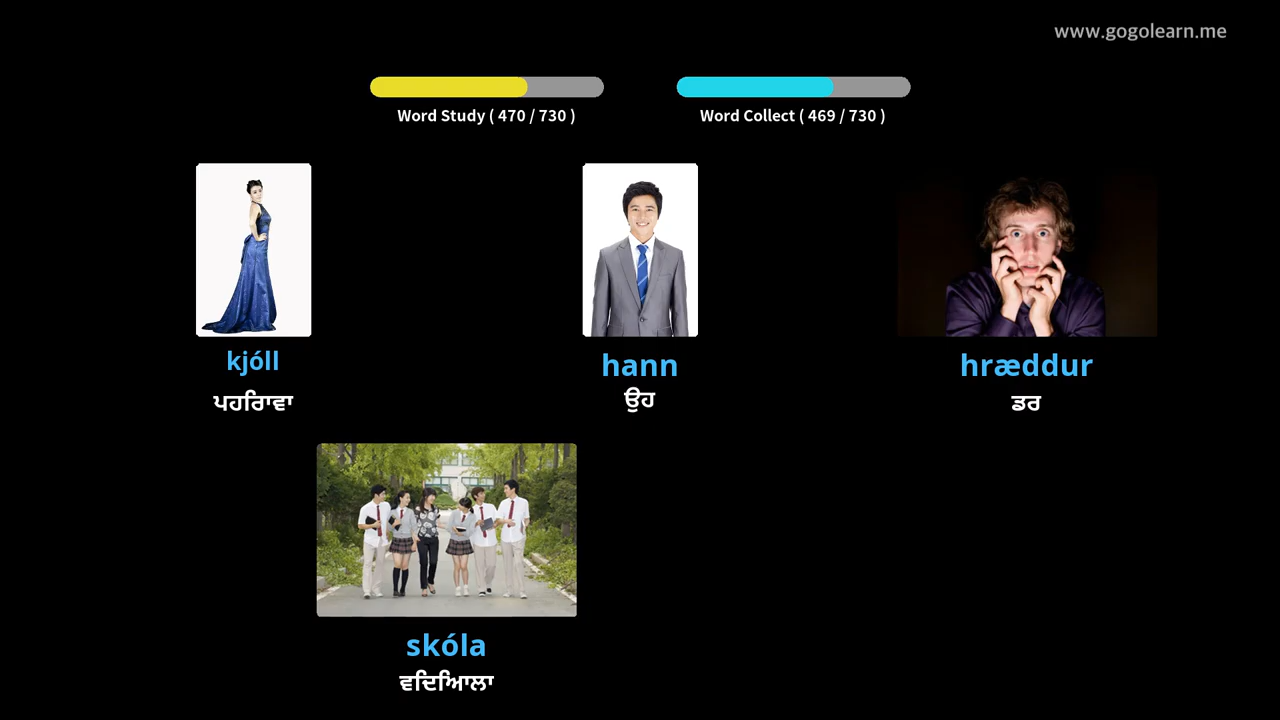 www.gogolearn.me
Word Study ( 470 / 730 )
Word Collect ( 469 / 730 )
kjóll
ਪਹਿਰਾਵਾ
hann
ਉਹ
hræddur
ਡਰ
skóla
ਵਿਦਿਆਲਾ